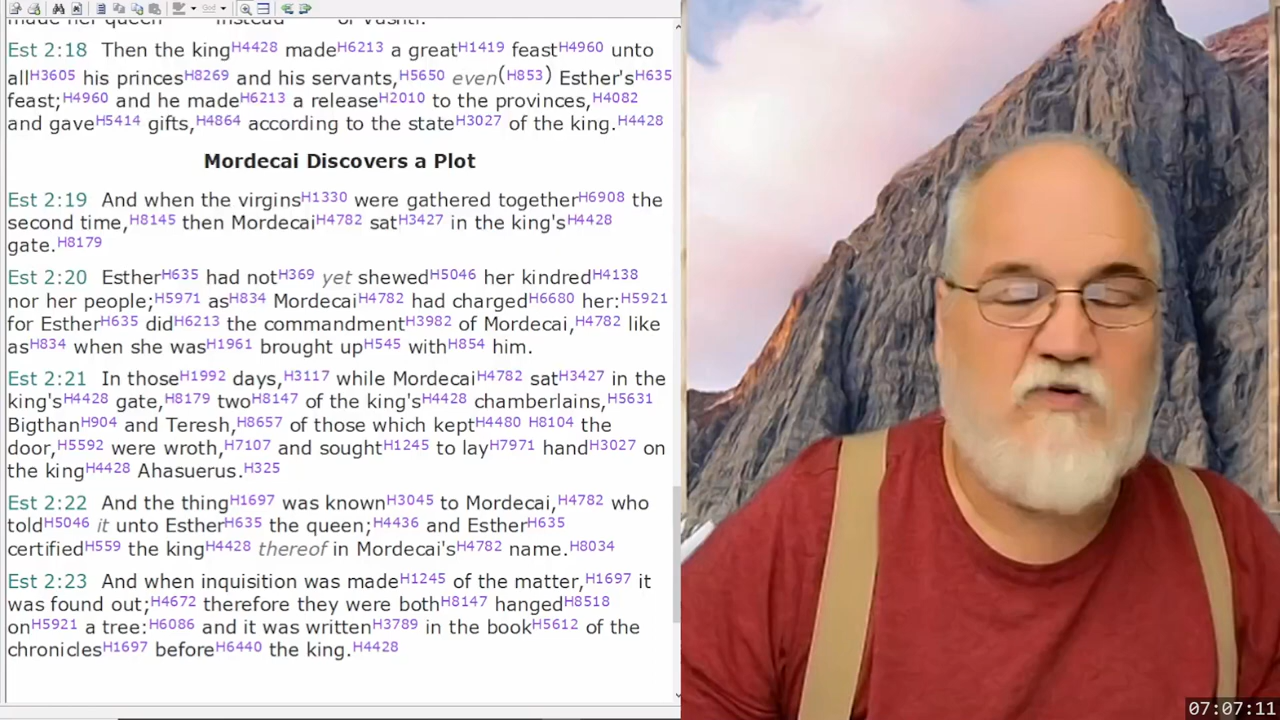 made her queen instead of Vashti.
Est 2:18 Then the kingH4428 madeH6213 a greatH1419 feastH4960 unto
allH3605 his princesH8269 and his servants,H5650 even(H853) Esther'sH635
feast;H4960 and he madeH6213 a releaseH2010 to the provinces,H4082
and gaveH5414 gifts,H4864 according to the stateH3027 of the king.H4428
Mordecai Discovers a Plot
Est 2:19 And when the virginsH1330 were gathered togetherH6908 the
second time,H8145 then MordecaiH4782 satH3427 in the king'sH4428
gate.H8179
Est 2:20 EstherH635 had notH369 yet shewedH5046 her kindredH4138
nor her people;H5971 asH834 MordecaiH4782 had chargedH6680 her:H5921
for EstherH635 didH6213 the commandmentH3982 of Mordecai,H4782 like
asH834 when she wasH1961 brought upH545 withH854 him.
Est 2:21 In thoseH1992 days,H3117 while MordecaiH4782 satH3427 in the
king'sH4428 gate,H8179 twoH8147 of the king'sH4428 chamberlains,H5631
BigthanH904 and Teresh,H8657 of those which keptH4480 H8104 the
door,H5592 were wroth,H7107 and soughtH1245 to layH7971 handH3027 on
the kingH4428 Ahasuerus.H325
Est 2:22 And the thingH1697 was knownH3045 to Mordecai,H4782 who
toldH5046 it unto EstherH635 the queen;H4436 and EstherH635
certifiedH559 the kingH4428 thereof in Mordecai'sH4782 name.H8034
Est 2:23 And when inquisition was madeH1245 of the matter,H1697 it
was found out;H4672 therefore they were bothH8147 hangedH8518
onH5921 a tree:H6086 and it was writtenH3789 in the bookH5612 of the
chroniclesH1697 beforeH6440 the king.H4428
07:07:11